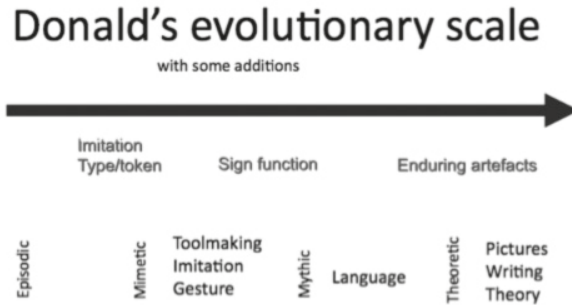 Donald's evolutionary scale
with some additions
Imitation
Type/token
Sign function
Enduring artefacts
Episodic
Mimetic
Toolmaking
Imitation
Gesture
Mythic
Language
Theoretic
Pictures
Writing
Theory